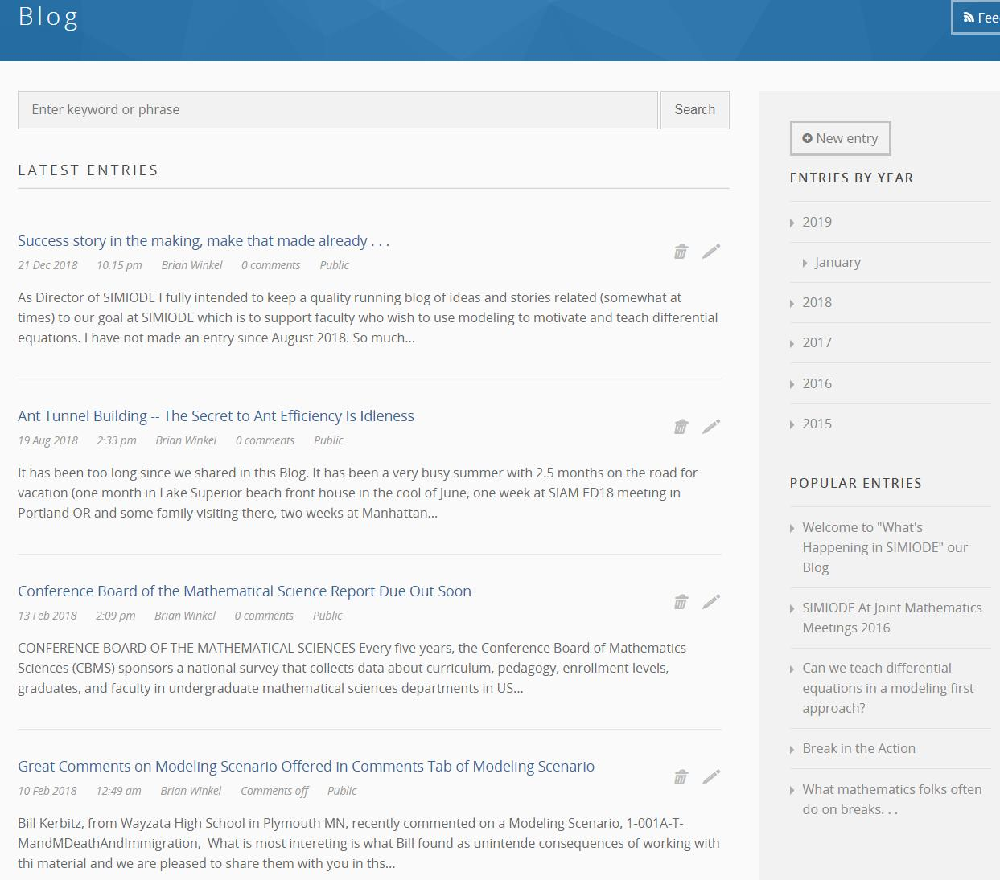 Blog
Fee
Enter keyword or phrase
Search
LATEST ENTRIES
Success story in the making, make that made already . . .
21 Dec 2018 10:15 pm Brian Winkel 0 comments Public
As Director of SIMIODE I fully intended to keep a quality running blog of ideas and stories related (somewhat at
times) to our goal at SIMIODE which is to support faculty who wish to use modeling to motivate and teach differential
equations. I have not made an entry since August 2018. So much...
Ant Tunnel Building -- The Secret to Ant Efficiency Is Idleness
19 Aug 2018 2:33 pm Brian Winkel 0 comments Public
It has been too long since we shared in this Blog. It has been a very busy summer with 2.5 months on the road for
vacation (one month in Lake Superior beach front house in the cool of June, one week at SIAM ED18 meeting in
Portland OR and some family visiting there, two weeks at Manhattan...
Conference Board of the Mathematical Science Report Due Out Soon
13 Feb 2018 2:09 pm Brian Winkel 0 comments Public
CONFERENCE BOARD OF THE MATHEMATICAL SCIENCES Every five years, the Conference Board of Mathematics
Sciences (CBMS) sponsors a national survey that collects data about curriculum, pedagogy, enrollment levels,
graduates, and faculty in undergraduate mathematical sciences departments in US...
Great Comments on Modeling Scenario Offered in Comments Tab of Modeling Scenario
10 Feb 2018 12:49 am Brian Winkel Comments off Public
Bill Kerbitz, from Wayzata High School in Plymouth MN, recently commented on a Modeling Scenario, 1-001A-T-
MandMDeathAndImmigration,  What is most intereting is what Bill found as unintende consequences of working with
thi material and we are pleased to share them with you in ths...
New entry
ENTRIES BY YEAR
2019
January
2018
2017
2016
2015
POPULAR ENTRIES
Welcome to "What's
Happening in SIMIODE" our
Blog
SIMIODE At Joint Mathematics
Meetings 2016
Can we teach differential
equations in a modeling first
approach?
Break in the Action
What mathematics folks often
do on breaks. . .